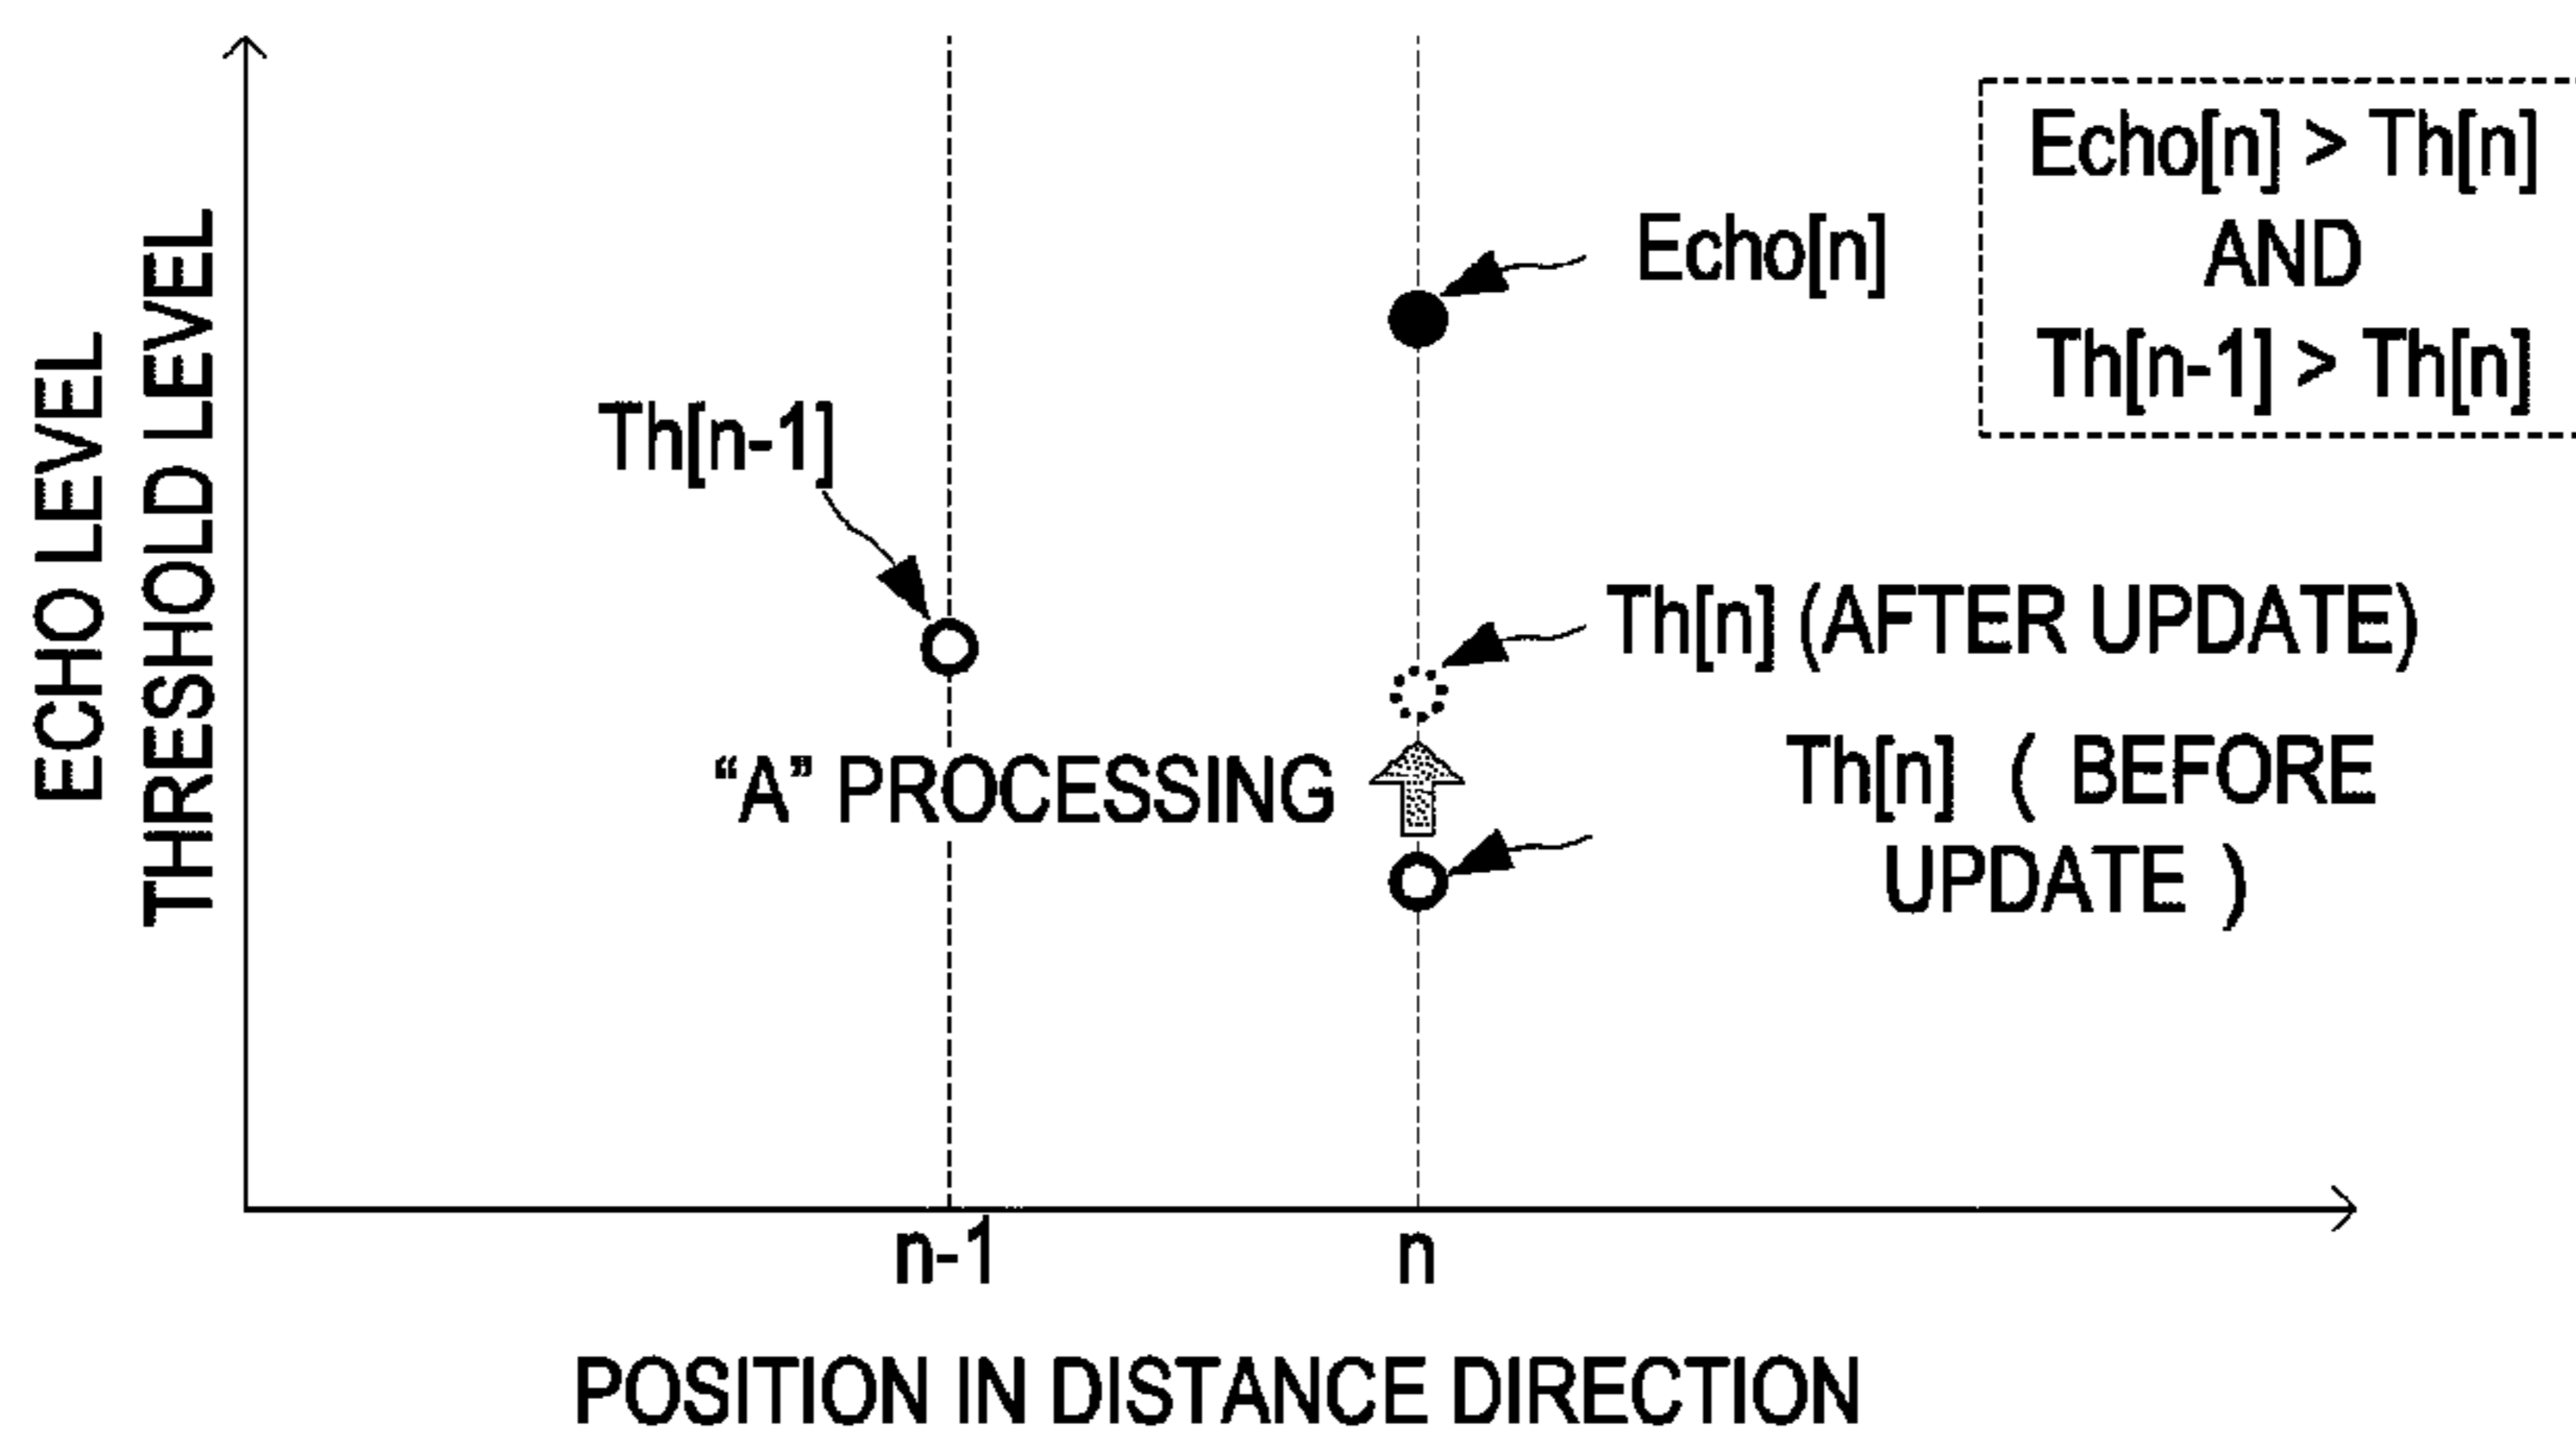 ECHO LEVEL
THRESHOLD LEVEL
Echo[n] > Th[n]
AND
Th[n-1] > Th[n]
Echo[n]
Th[n-1]
Th[n] (AFTER UPDATE)
“A” PROCESSING
Th[n] ( BEFORE
UPDATE )
n-1
n
POSITION IN DISTANCE DIRECTION